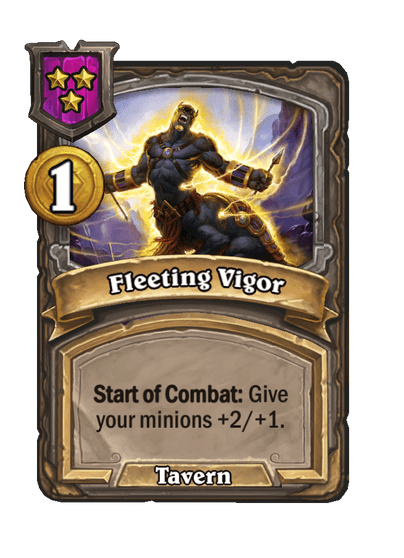 1
Fleeting Vigor
Start of Combat: Give
your minions +2/+1.
Tavern